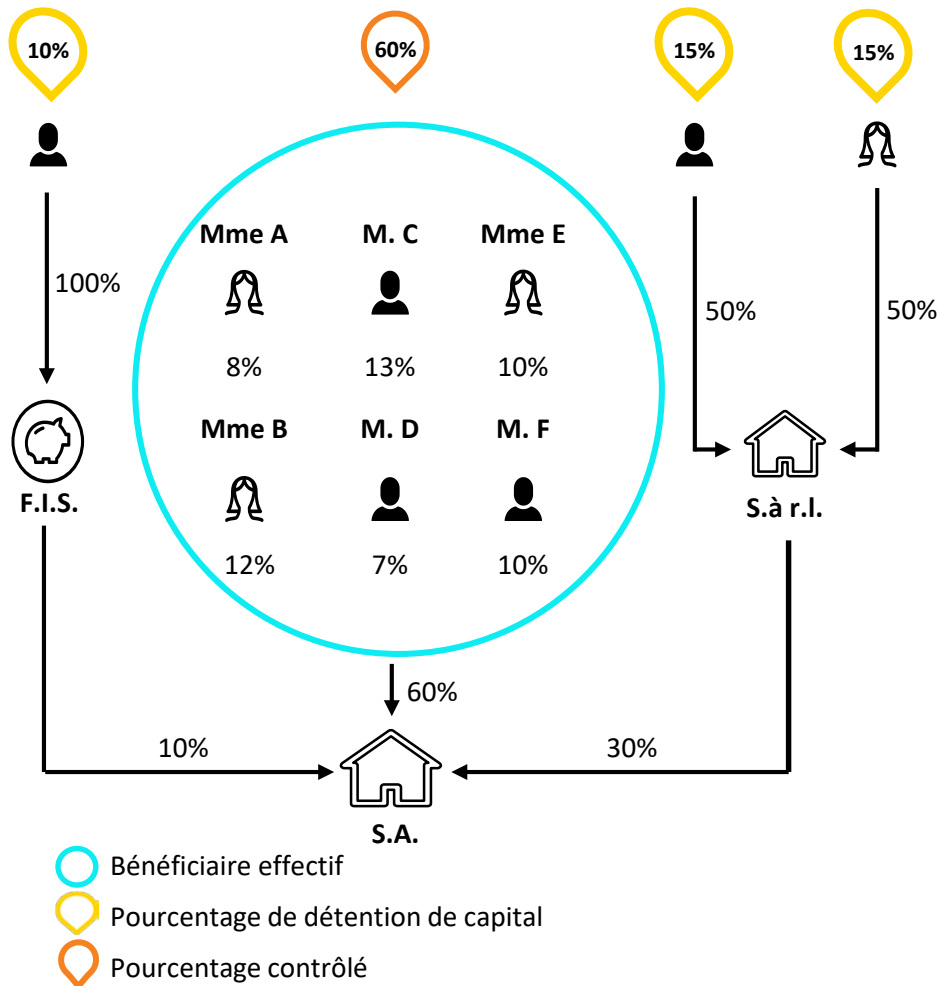 10%
60%
15%
15%
Mme A
M. C
Mme E
100%
50%
50%
8%
13%
10%
Mme B
M. D
M. F
F.I.S.
S.à r.l.
12%
7%
10%
60%
10%
30%
S.A.
Bénéficiaire effectif
Pourcentage de détention de capital
Pourcentage contrôlé